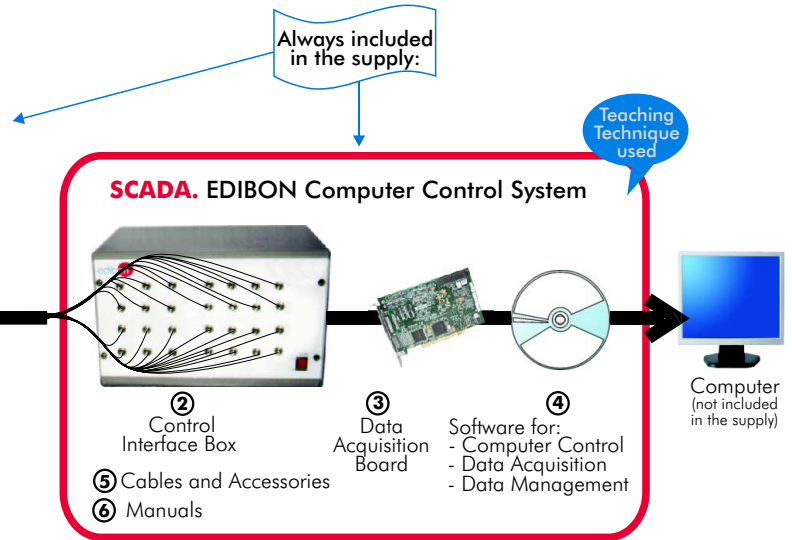 Always included
in the supply:
Teaching
Technique
used
SCADA. EDIBON Computer Control System
2
Control
Interface Box
3
Data
Acquisition
Board
4
Software for:
- Computer Control
- Data Acquisition
- Data Management
Computer
(not included
in the supply)
5 Cables and Accessories
6 Manuals